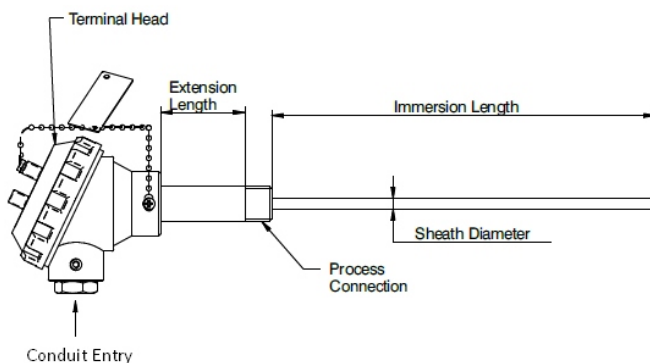 Terminal Head
Extension
Length
Immersion Length
Sheath Diameter
Process
Connection
Conduit Entry